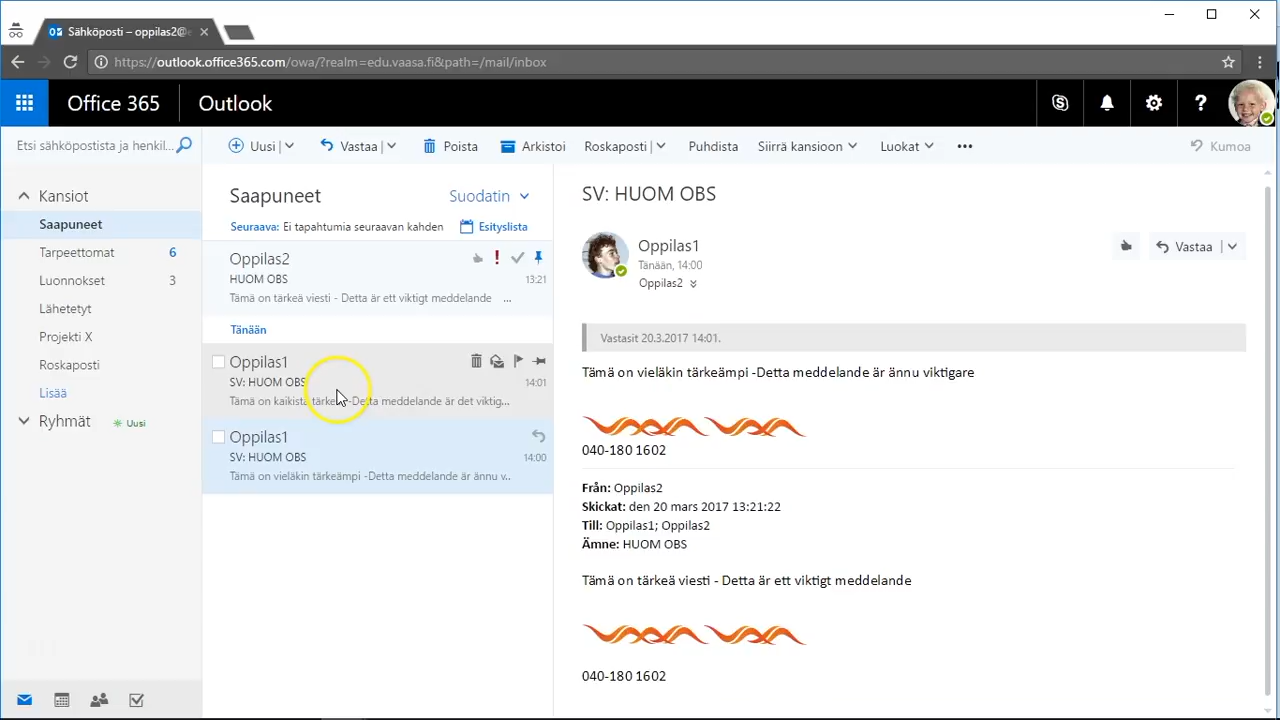 Sähköposti – oppilas2@e
https://outlook.office365.com/owa/?realm=edu.vaasa.fi&path=/mail/inbox
Office 365
Outlook
Etsi sähköpostista ja henkil...
Uusi
Vastaa
Poista
Arkistoi
Roskaposti
Puhdista
Siirrä kansioon
Luokat
Kumoa
Kansiot
Saapuneet
Tarpeettomat 6
Luonnokset 3
Lähetetyt
Projekti X
Roskaposti
Lisää
Ryhmät Uusi
Saapuneet
Suodatin
Seuraava: Ei tapahtumia seuraavan kahden
Esityslista
Oppilas2
HUOM OBS 13:21
Tämä on tärkeä viesti - Detta är ett viktigt meddelande ...
Tänään
Oppilas1
SV: HUOM OBS 14:01
Tämä on kaikista tärke -Detta meddelande är det viktig...
Oppilas1
SV: HUOM OBS 14:00
Tämä on vieläkin tärkeämpi -Detta meddelande är ännu v..
SV: HUOM OBS
Oppilas1
Tänään, 14:00
Oppilas2
Vastaa
Vastasit 20.3.2017 14:01.
Tämä on vieläkin tärkeämpi -Detta meddelande är ännu viktigare
040-180 1602
Från: Oppilas2
Skickat: den 20 mars 2017 13:21:22
Till: Oppilas1; Oppilas2
Ämne: HUOM OBS
Tämä on tärkeä viesti - Detta är ett viktigt meddelande
040-180 1602